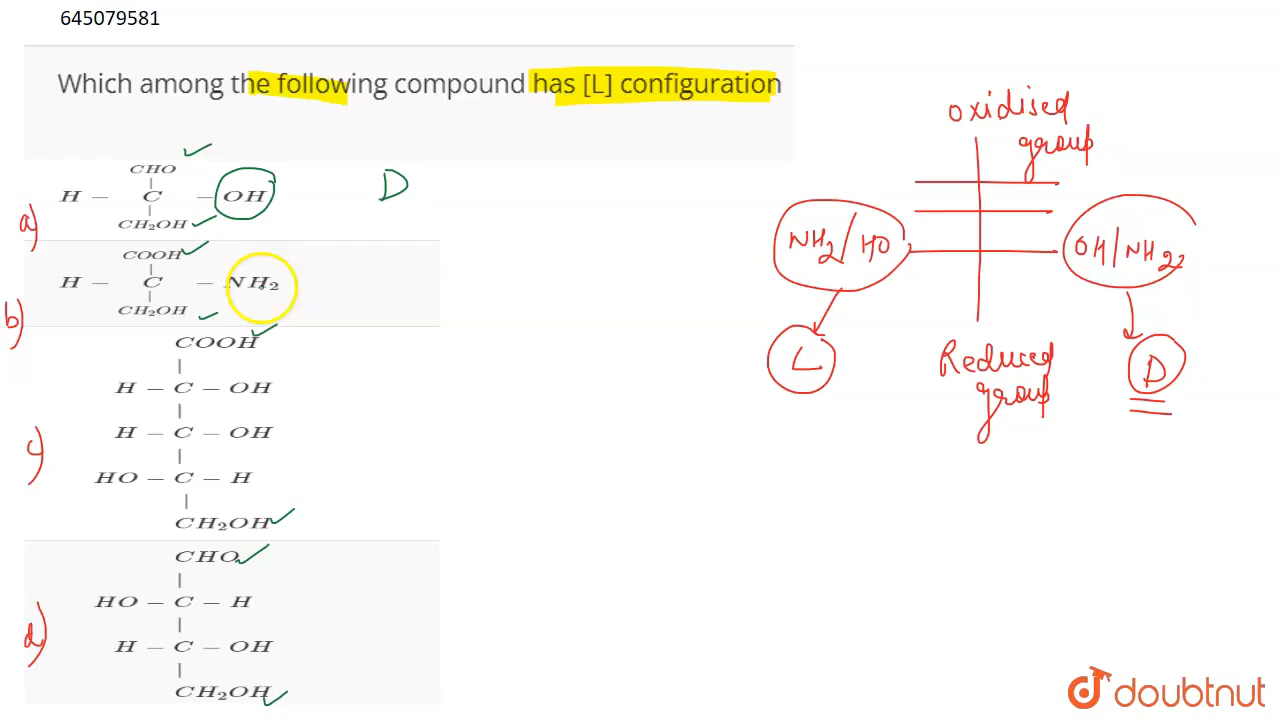 645079581
Which among the following compound has [L] configuration
a)
CHO
|
H — C — OH
|
CH₂OH
D
b)
COOH
|
H — C — NH₂
|
CH₂OH
c)
COOH
|
H — C — OH
|
H — C — OH
|
HO — C — H
|
CH₂OH
d)
CHO
|
HO — C — H
|
H — C — OH
|
CH₂OH
Oxidised
group
NH₂/HO
OH/NH₂
L
Reduced
group
D
doubtnut